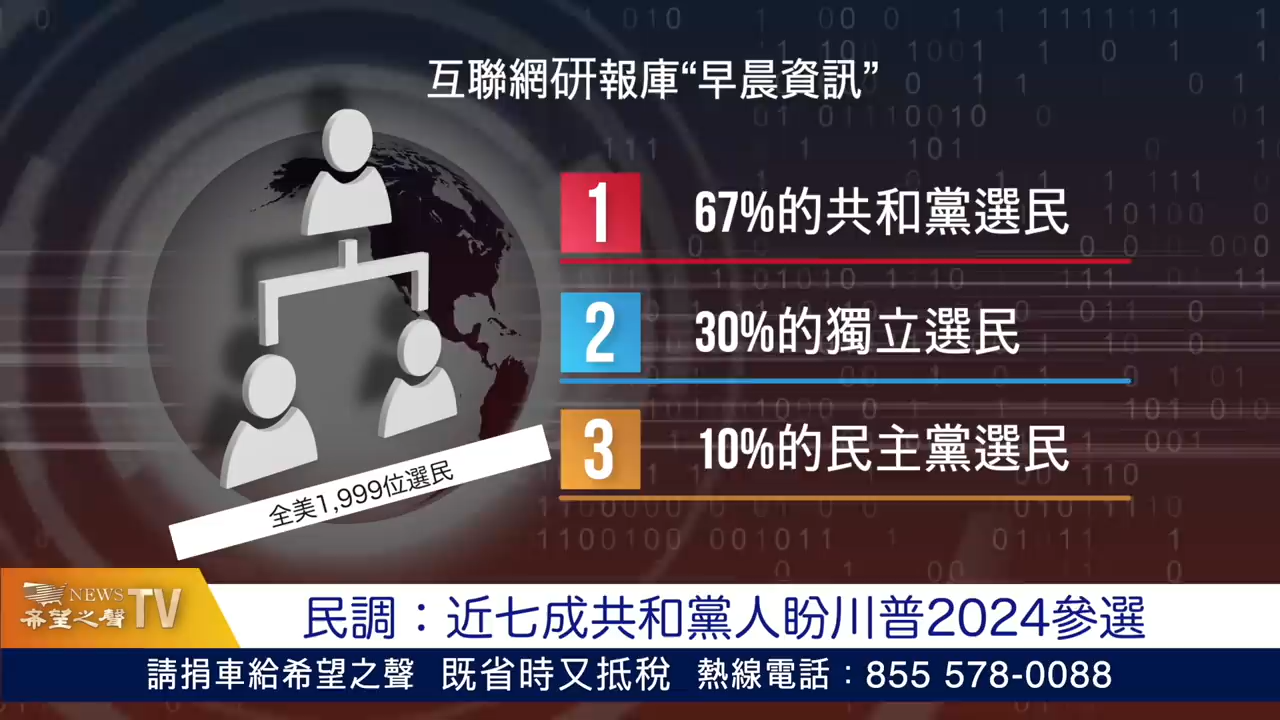 互聯網研報庫“早晨資訊”
1 67%的共和黨選民
2 30%的獨立選民
3 10%的民主黨選民
全美1,999位選民
NEWS
希望之聲 TV
民調：近七成共和黨人盼川普2024參選
請捐車給希望之聲 既省時又抵稅 熱線電話：855 578-0088